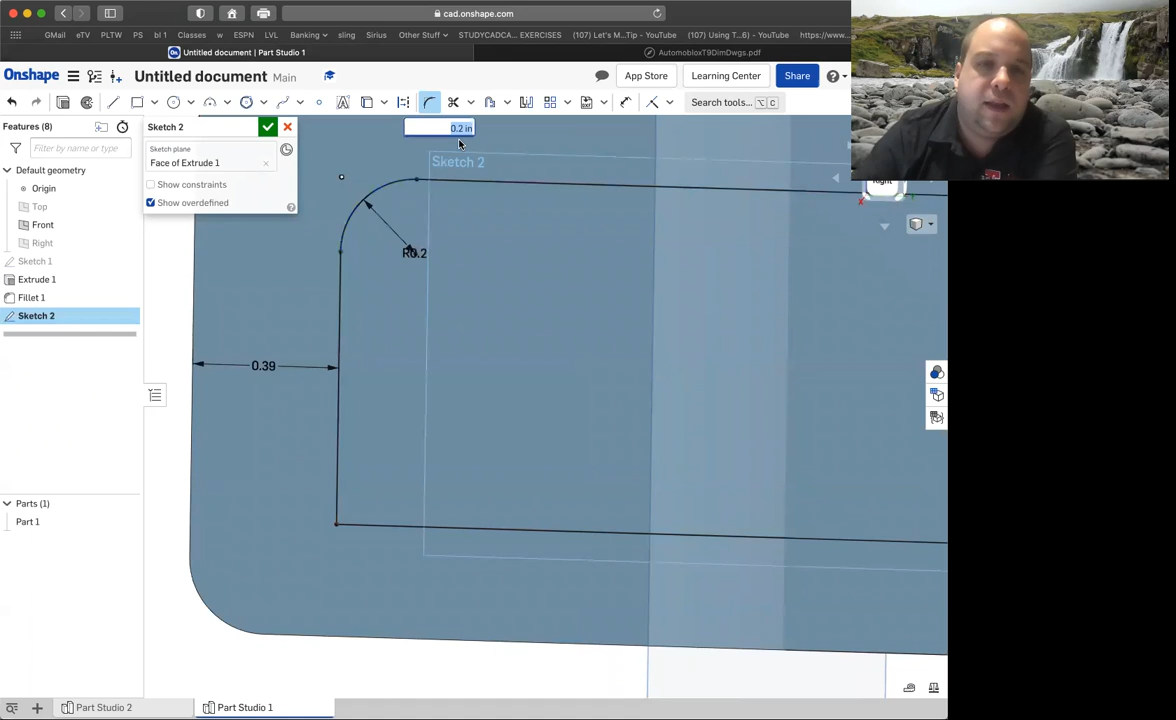 cad.onshape.com
GMail eTV PLTW PS bl 1 Classes w ESPN LVL Banking sling Sirius Other Stuff STUDYCADCA... EXERCISES (107) Let's M...Tip - YouTube (107) Using T...6) - YouTube https://www...
Untitled document | Part Studio 1
AutomobloxT9DimDwgs.pdf
Onshape Untitled document Main App Store Learning Center Share
Search tools... ⌥ C
Features (8)
Filter by name or type
Default geometry
Origin
Top
Front
Right
Sketch 1
Extrude 1
Fillet 1
Sketch 2
Parts (1)
Part 1
Sketch 2
Sketch plane
Face of Extrude 1
Show constraints
Show overdefined
0.2 in
Sketch 2
R0.2
0.39
Right
X
Part Studio 2
Part Studio 1